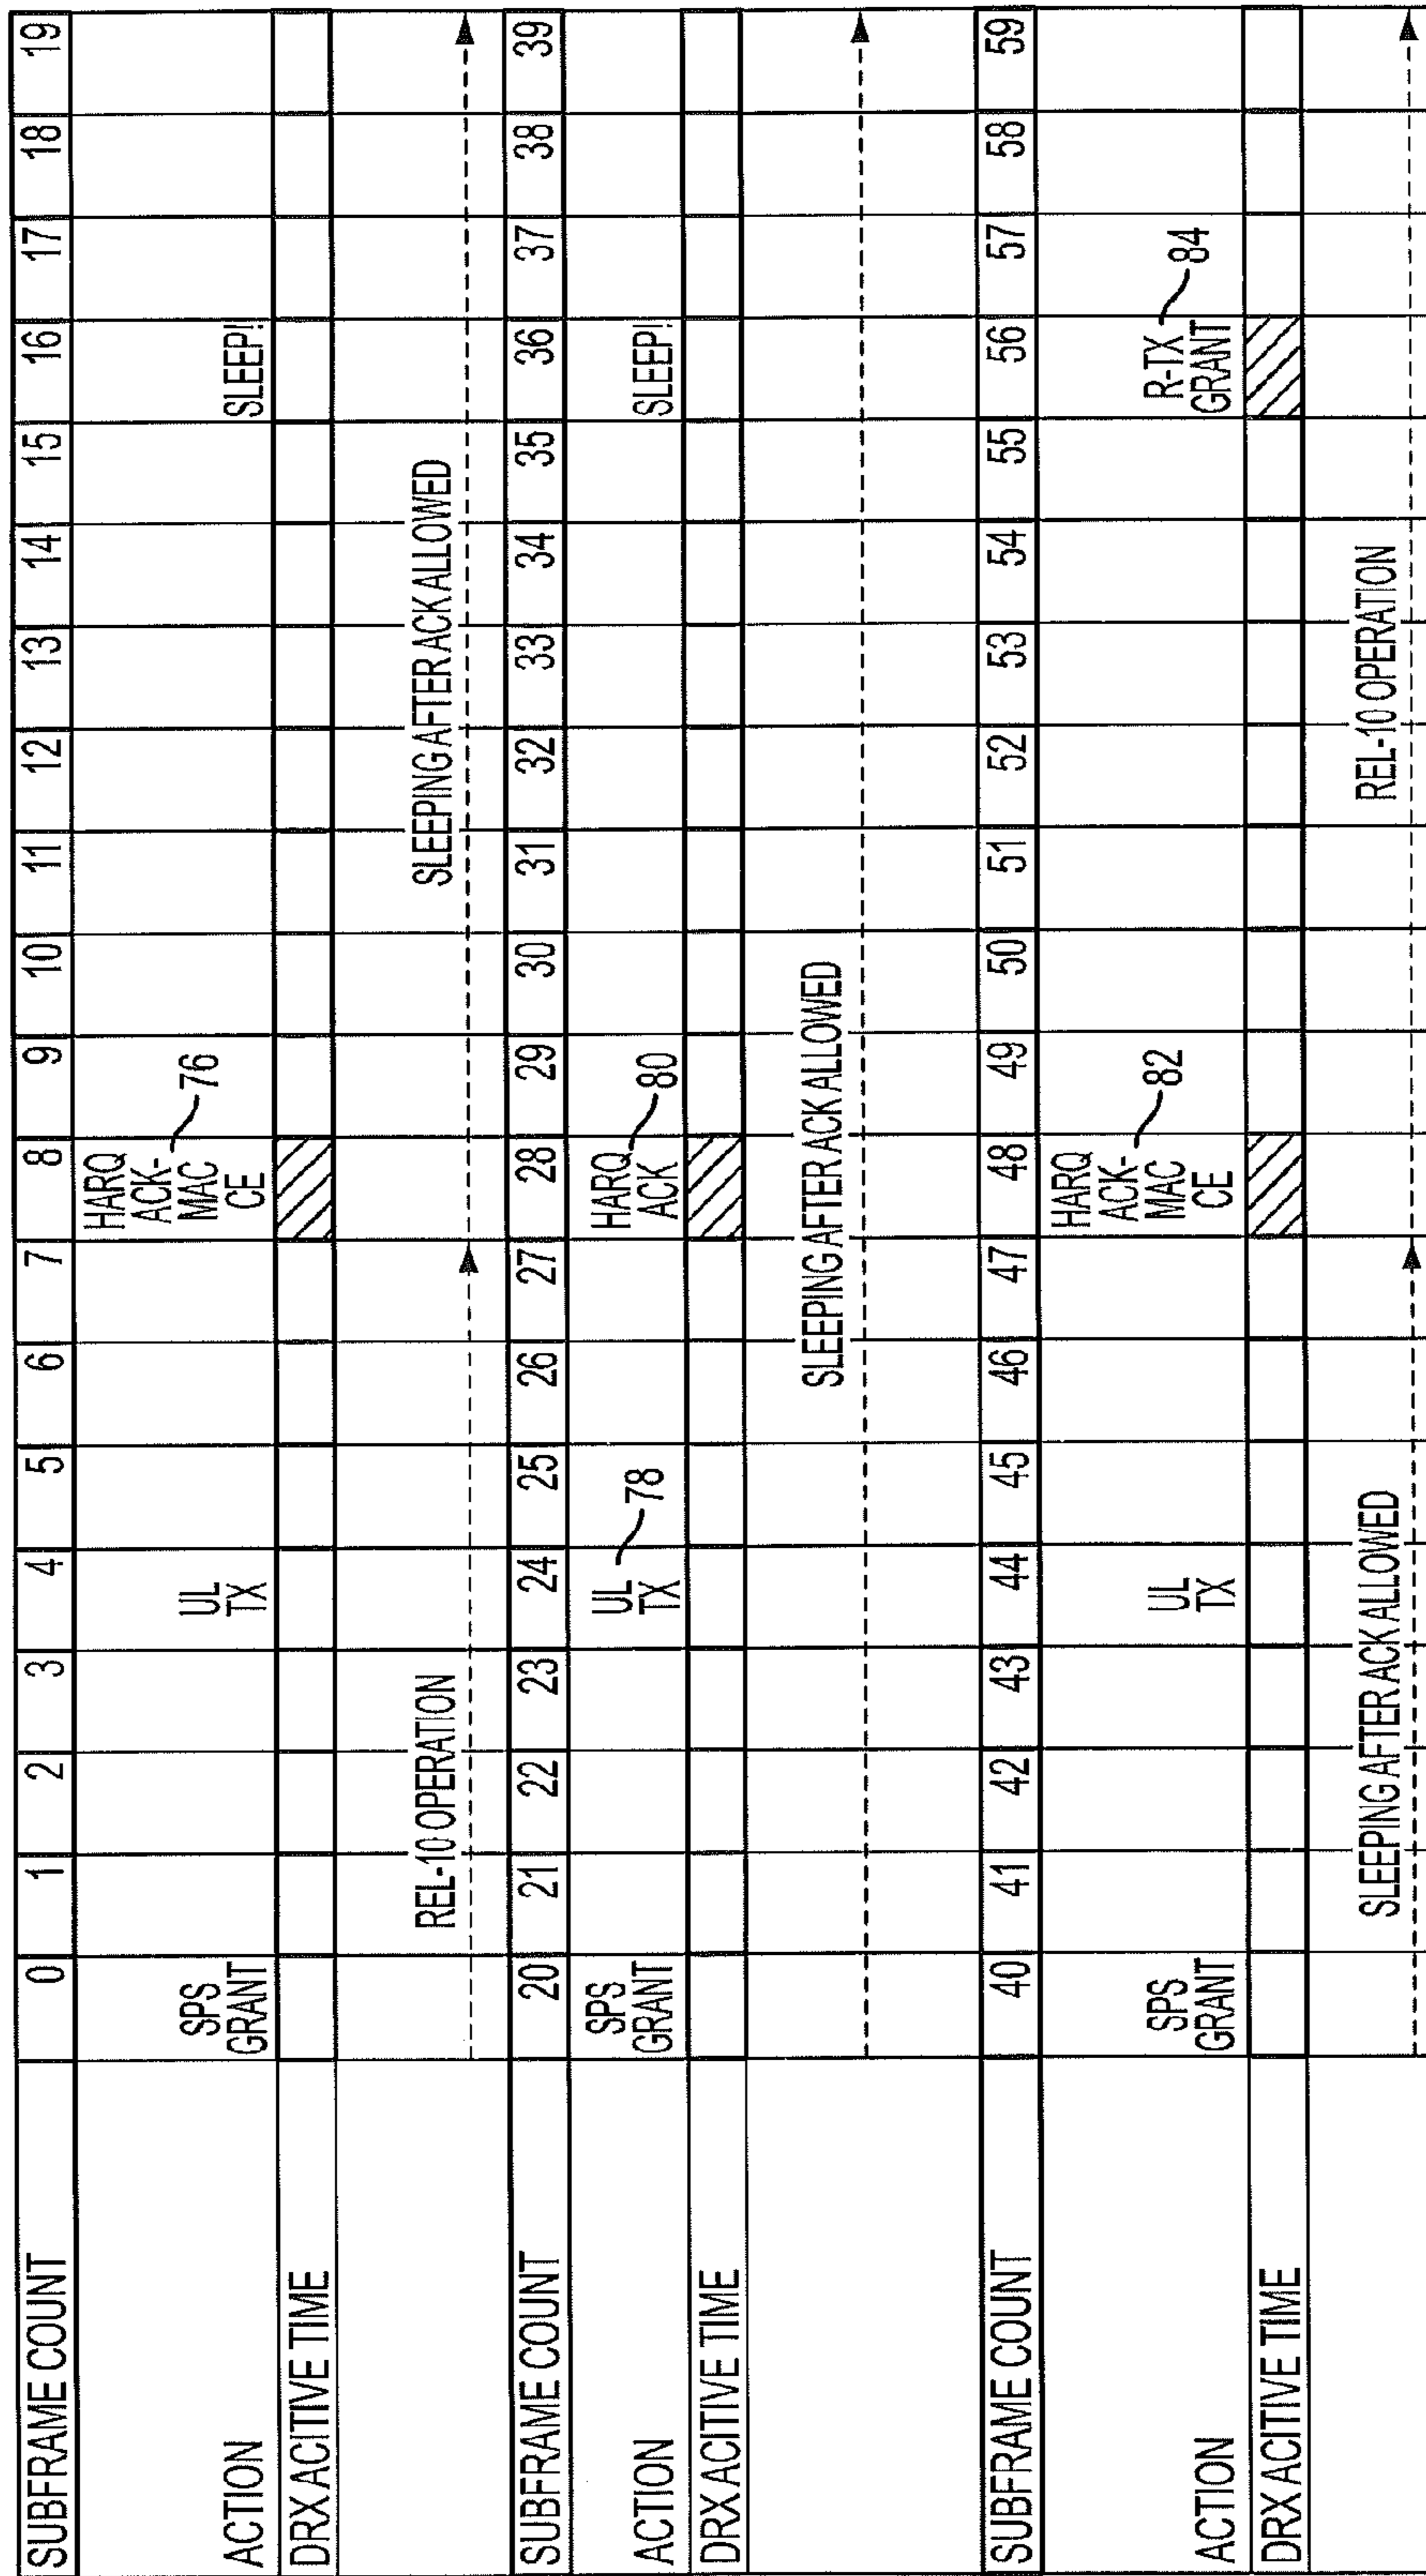 SUBFRAME COUNT 0 1 2 3 4 5 6 7 8 9 10 11 12 13 14 15 16 17 18 19
ACTION
SPS
GRANT
UL
TX
HARQ
ACK-
MAC
CE
76
SLEEP!
DRX ACITIVE TIME
REL-10 OPERATION
SLEEPING AFTER ACK ALLOWED
SUBFRAME COUNT 20 21 22 23 24 25 26 27 28 29 30 31 32 33 34 35 36 37 38 39
ACTION
SPS
GRANT
UL
TX
78
HARQ
ACK
80
SLEEP!
DRX ACITIVE TIME
SLEEPING AFTER ACK ALLOWED
SUBFRAME COUNT 40 41 42 43 44 45 46 47 48 49 50 51 52 53 54 55 56 57 58 59
ACTION
SPS
GRANT
UL
TX
HARQ
ACK-
MAC
CE
82
R-TX
GRANT
84
DRX ACITIVE TIME
SLEEPING AFTER ACK ALLOWED
REL-10 OPERATION